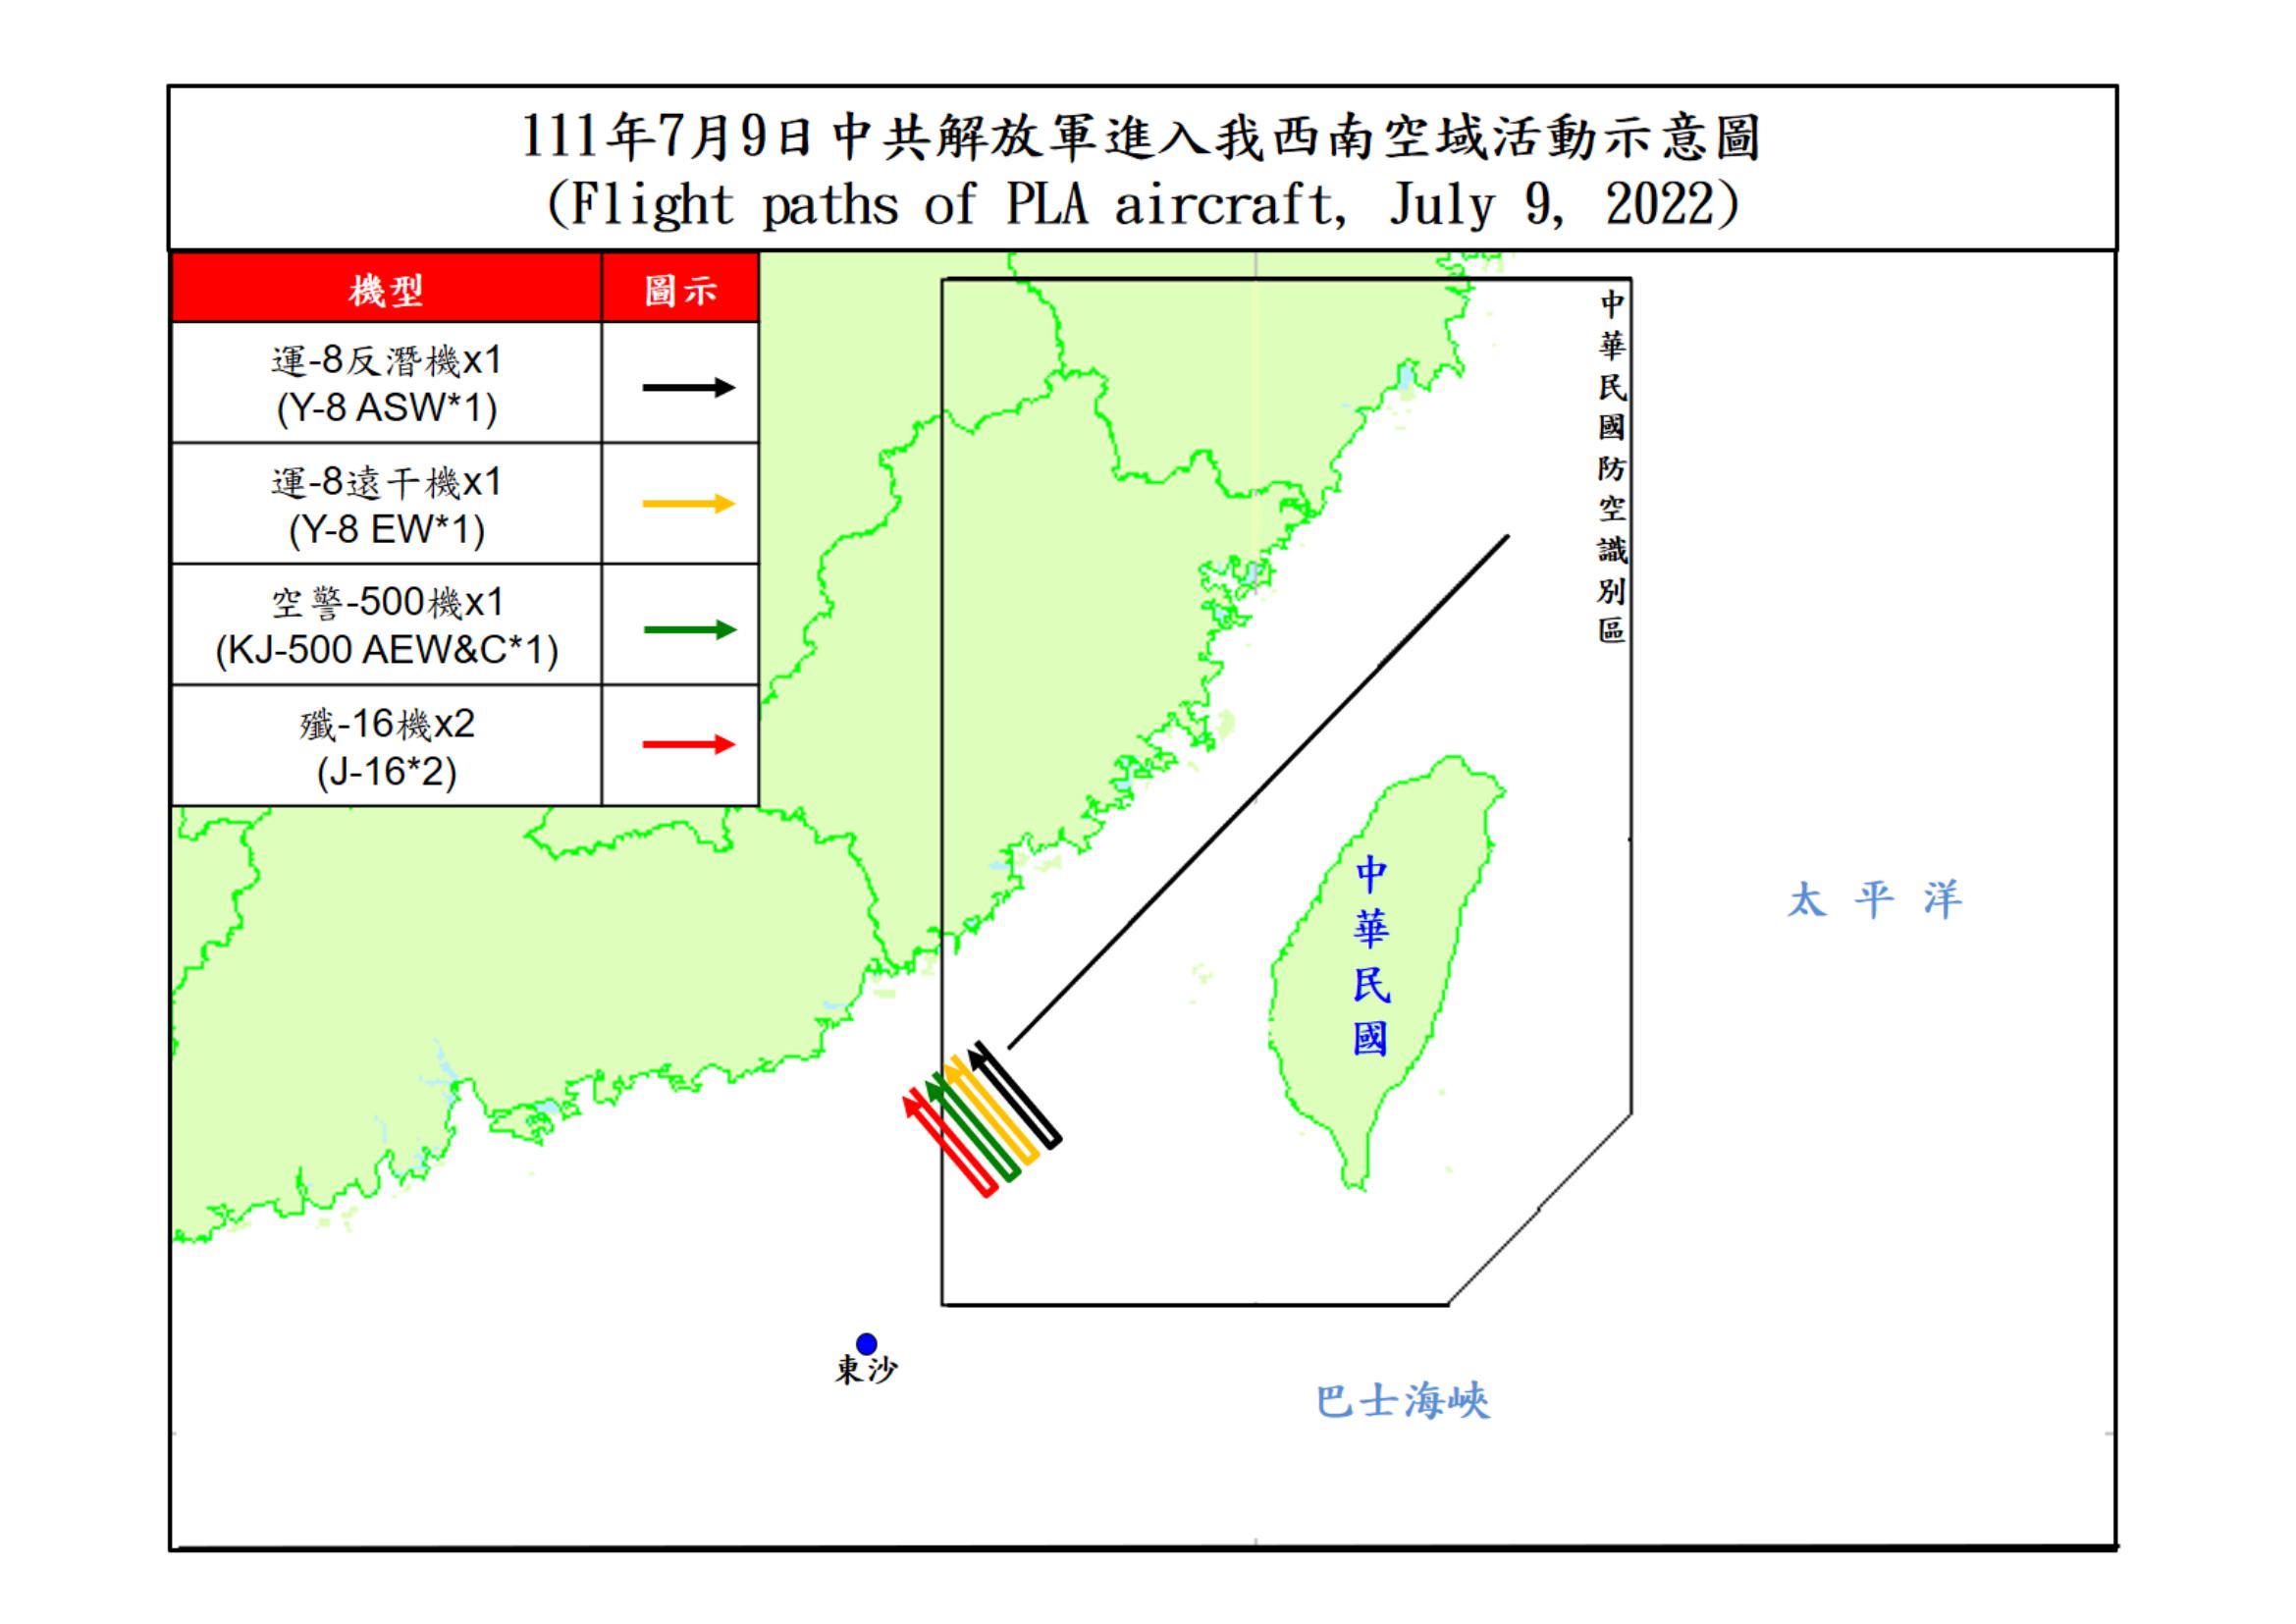 111年7月9日中共解放軍進入我西南空域活動示意圖
(Flight paths of PLA aircraft, July 9, 2022)
機型
圖示
運-8反潛機x1
(Y-8 ASW*1)
運-8遠干機x1
(Y-8 EW*1)
空警-500機x1
(KJ-500 AEW&C*1)
殲-16機x2
(J-16*2)
中華民國防空識別區
中華民國
太平洋
東沙
巴士海峽